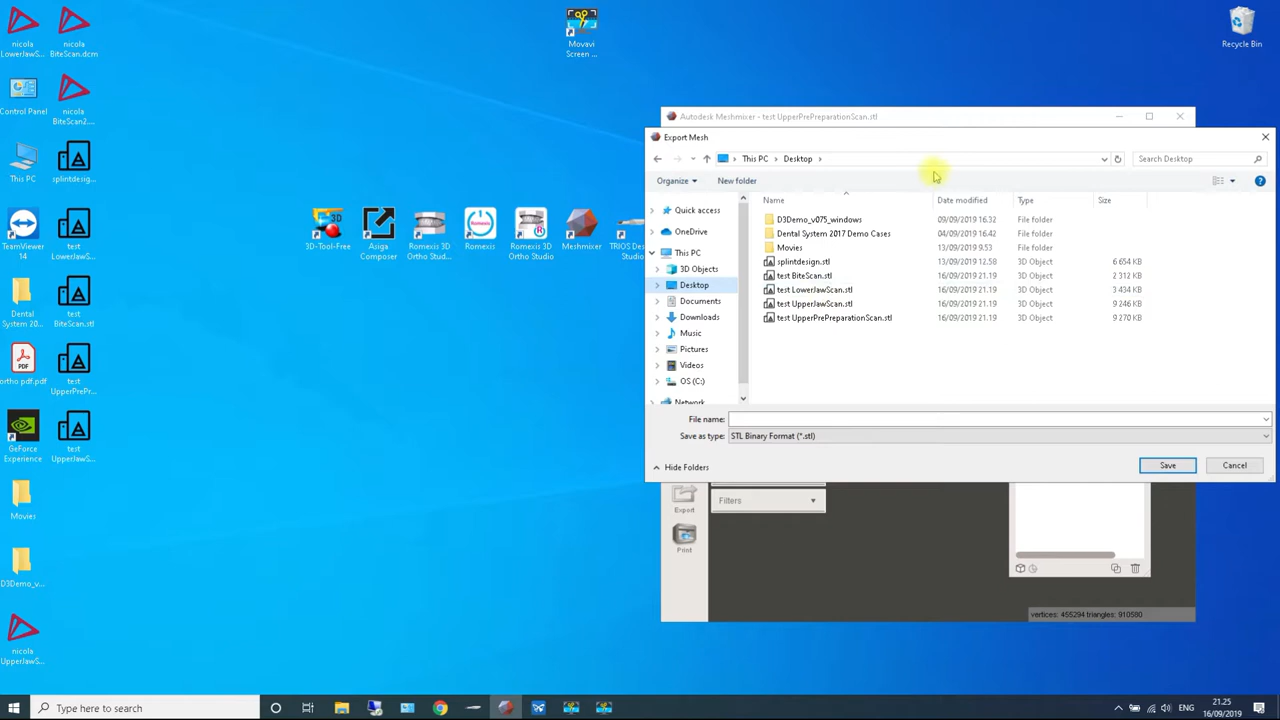 nicola
LowerJawS...
nicola
BiteScan.dcm
Movavi
Screen ...
Recycle Bin
Control Panel
nicola
BiteScan2....
Autodesk Meshmixer - test UpperPrePreparationScan.stl
Export Mesh
This PC
Desktop
Search Desktop
This PC
splintdesig...
Organize
New folder
Name
Date modified
Type
Size
Quick access
OneDrive
This PC
3D Objects
Desktop
Documents
Downloads
Music
Pictures
Videos
OS (C:)
Network
D3Demo_v075_windows 09/09/2019 16.32 File folder
Dental System 2017 Demo Cases 04/09/2019 16.42 File folder
Movies 13/09/2019 9.53 File folder
splintdesign.stl 13/09/2019 12.58 3D Object 6 654 KB
test BiteScan.stl 16/09/2019 21.19 3D Object 2 312 KB
test LowerJawScan.stl 16/09/2019 21.19 3D Object 3 434 KB
test UpperJawScan.stl 16/09/2019 21.19 3D Object 9 246 KB
test UpperPrePreparationScan.stl 16/09/2019 21.19 3D Object 9 270 KB
TeamViewer
14
test
LowerJawS...
3D-Tool-Free
Asiga
Composer
Romexis 3D
Ortho Stud...
Romexis
Romexis 3D
Ortho Studio
Meshmixer
TRIOS De
Studi
Dental
System 20...
test
BiteScan.stl
ortho pdf.pdf
test
UpperPrePr...
File name:
Save as type:
STL Binary Format (*.stl)
Hide Folders
Save
Cancel
GeForce
Experience
test
UpperJawS...
Export
Filters
Print
Movies
D3Demo_v...
vertices: 455294 triangles: 910580
nicola
UpperJawS...
Type here to search
ENG
21.25
16/09/2019